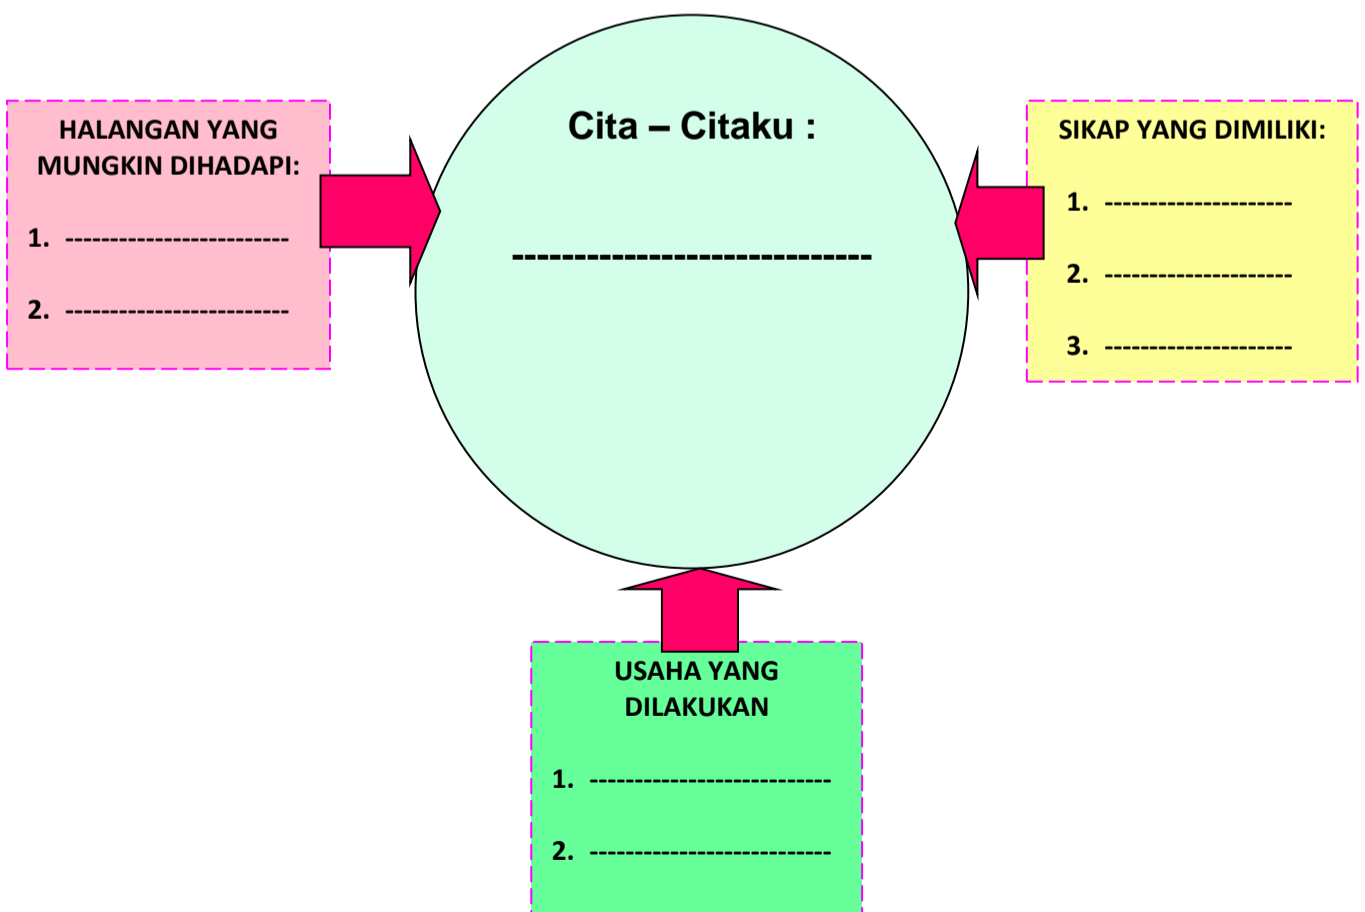 HALANGAN YANG
MUNGKIN DIHADAPI:
1. -------------------------
2. -------------------------
Cita – Citaku :
-----------------------------
SIKAP YANG DIMILIKI:
1. ---------------------
2. ---------------------
3. ---------------------
USAHA YANG
DILAKUKAN
1. ---------------------------
2. ---------------------------